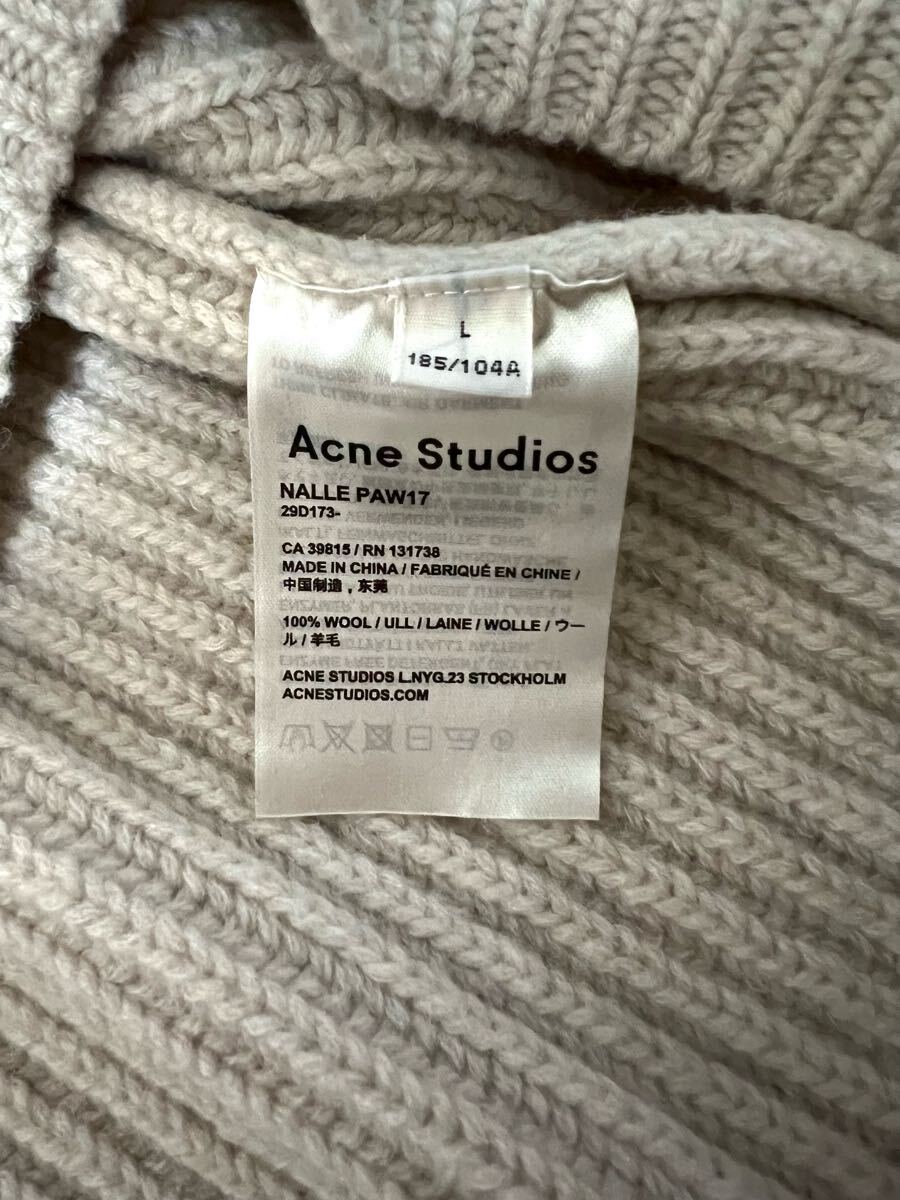 L
185/104A
Acne Studios
NALLE PAW17
29D173-
CA 39815 / RN 131738
MADE IN CHINA / FABRIQUÉ EN CHINE /
中国制造，东莞
100% WOOL / ULL / LAINE / WOLLE / ウー
ル / 羊毛
ACNE STUDIOS L.NYG.23 STOCKHOLM
ACNESTUDIOS.COM